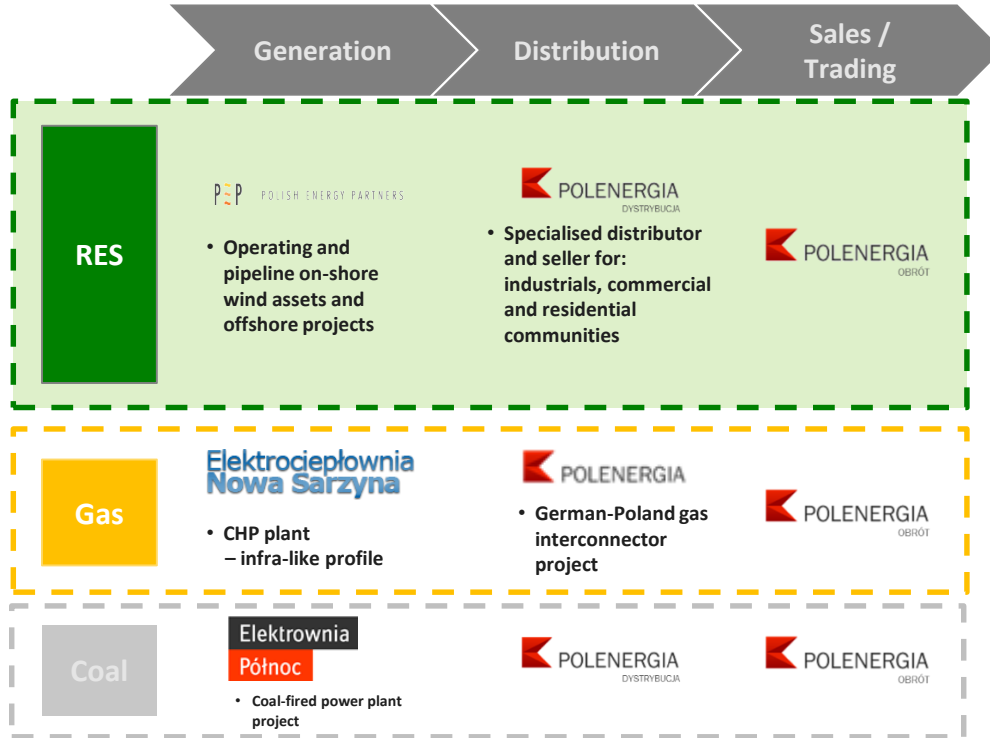 Generation
Distribution
Sales /
Trading
RES
PEP POLISH ENERGY PARTNERS
• Operating and
pipeline on-shore
wind assets and
offshore projects
POLENERGIA
DYSTRYBUCJA
• Specialised distributor
and seller for:
industrials, commercial
and residential
communities
POLENERGIA
OBRÓT
Gas
Elektrociepłownia
Nowa Sarzyna
• CHP plant
– infra-like profile
POLENERGIA
• German-Poland gas
interconnector
project
POLENERGIA
OBRÓT
Coal
Elektrownia
Północ
• Coal-fired power plant
project
POLENERGIA
DYSTRYBUCJA
POLENERGIA
OBRÓT